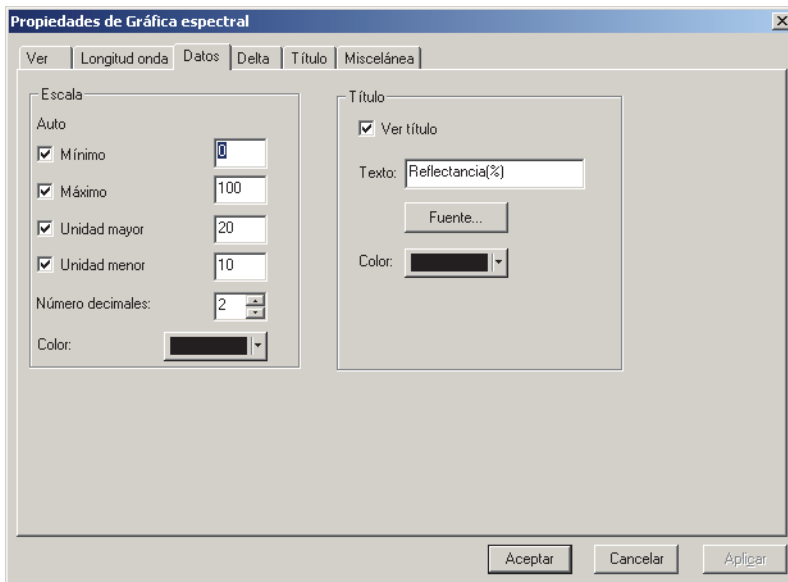 Propiedades de Gráfica espectral
Ver Longitud onda Datos Delta Título Miscelánea
Escala
Auto
Mínimo 0
Máximo 100
Unidad mayor 20
Unidad menor 10
Número decimales: 2
Color:
Título
Ver título
Texto: Reflectancia(%)
Fuente...
Color:
Aceptar Cancelar Aplicar